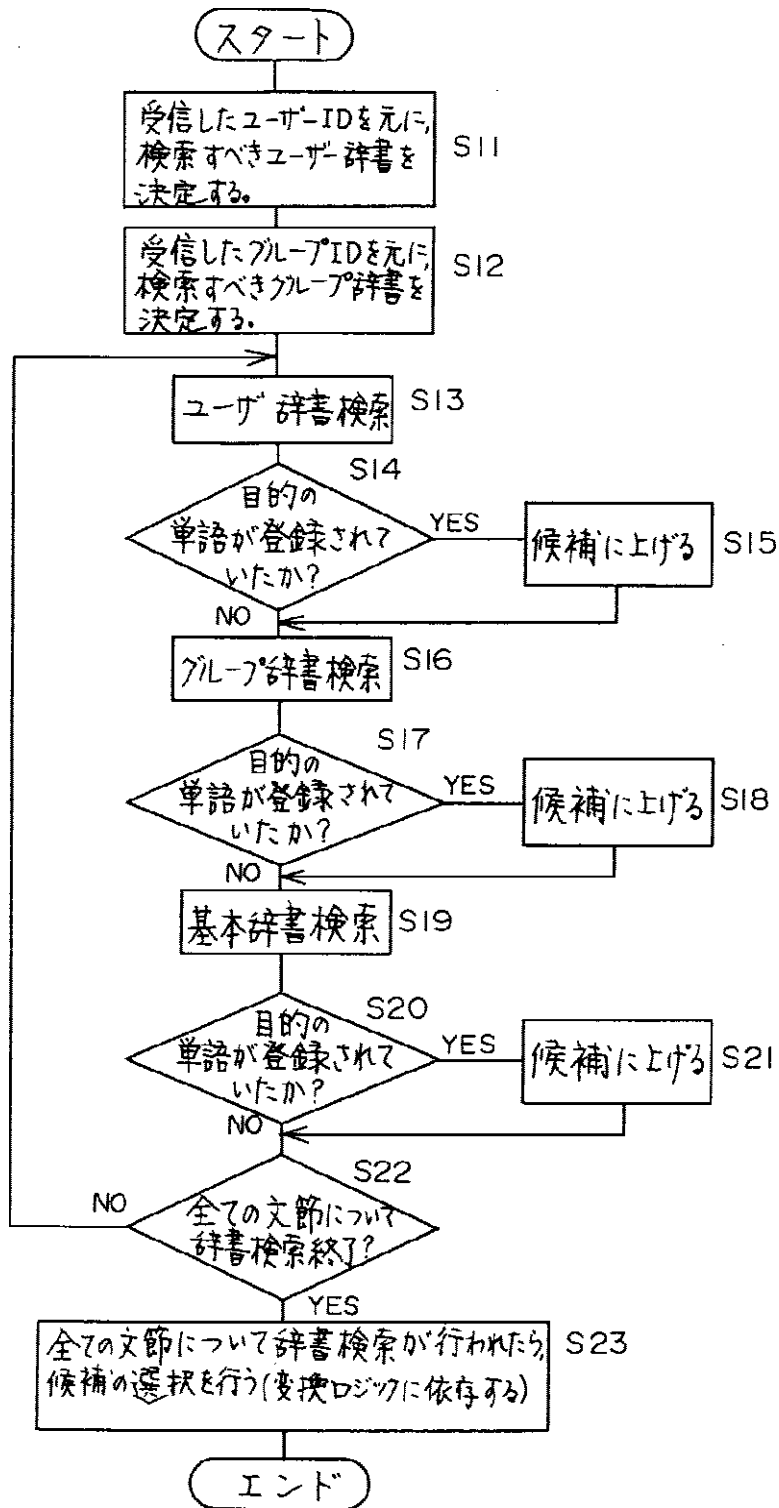 スタート
受信したユーザーIDを元に,
検索すべきユーザー辞書を
決定する。
S11
受信したグループIDを元に,
検索すべきグループ辞書を
決定する。
S12
ユーザ辞書検索
S13
S14
目的の
単語が登録されて
いたか?
YES
候補に上げる
S15
NO
グループ辞書検索
S16
S17
目的の
単語が登録されて
いたか?
YES
候補に上げる
S18
NO
基本辞書検索
S19
S20
目的の
単語が登録されて
いたか?
YES
候補に上げる
S21
NO
S22
NO
全ての文節について
辞書検索終了?
YES
全ての文節について辞書検索が行われたら,
候補の選択を行う(変換ロジックに依存する)
S23
エンド